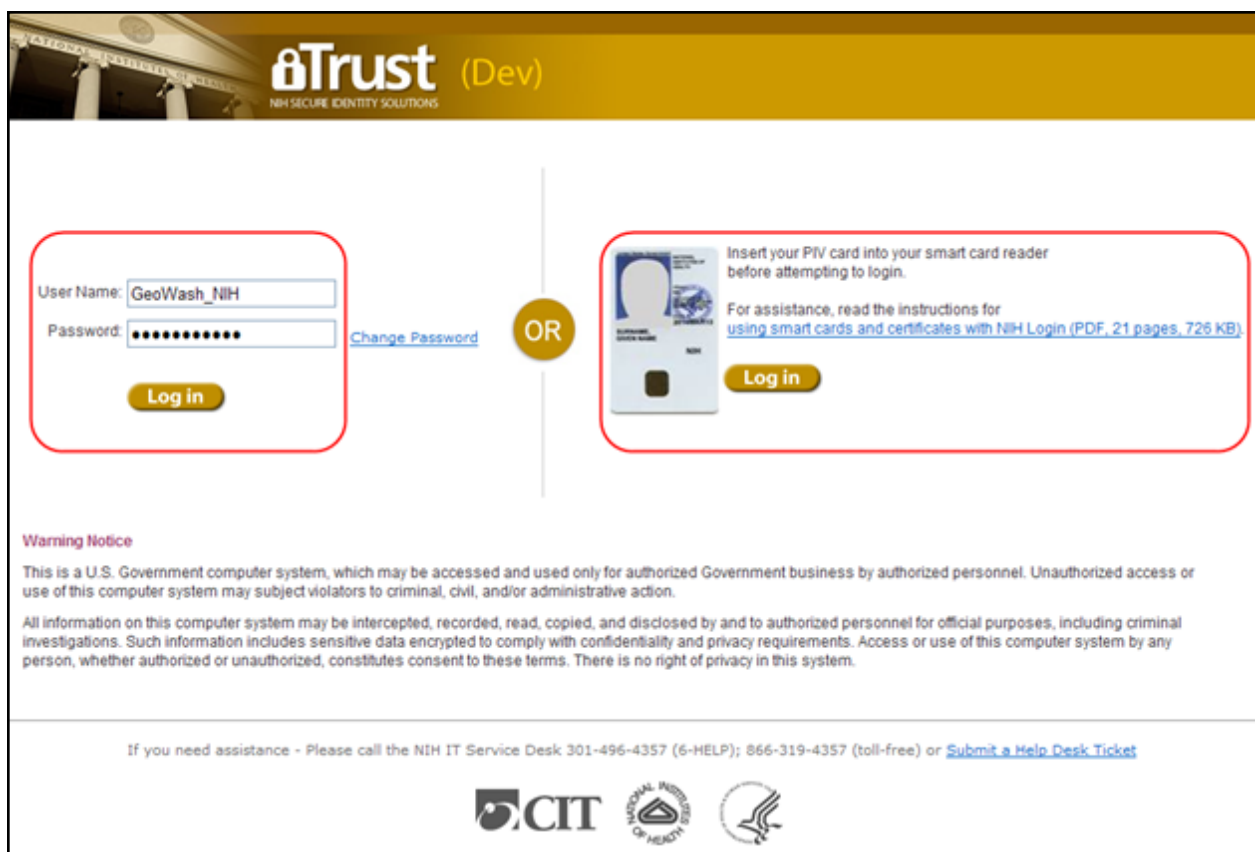 NATIONAL INSTITUTES OF HEALTH
iTrust (Dev)
NIH SECURE IDENTITY SOLUTIONS
User Name: GeoWash_NIH
Password: •••••••••••
Change Password
Log in
OR
SURNAME,
GIVEN NAME
NIH
Insert your PIV card into your smart card reader
before attempting to login.
For assistance, read the instructions for
using smart cards and certificates with NIH Login (PDF, 21 pages, 726 KB).
Log in
Warning Notice
This is a U.S. Government computer system, which may be accessed and used only for authorized Government business by authorized personnel. Unauthorized access or
use of this computer system may subject violators to criminal, civil, and/or administrative action.
All information on this computer system may be intercepted, recorded, read, copied, and disclosed by and to authorized personnel for official purposes, including criminal
investigations. Such information includes sensitive data encrypted to comply with confidentiality and privacy requirements. Access or use of this computer system by any
person, whether authorized or unauthorized, constitutes consent to these terms. There is no right of privacy in this system.
If you need assistance - Please call the NIH IT Service Desk 301-496-4357 (6-HELP); 866-319-4357 (toll-free) or Submit a Help Desk Ticket
CIT
NATIONAL INSTITUTES OF HEALTH